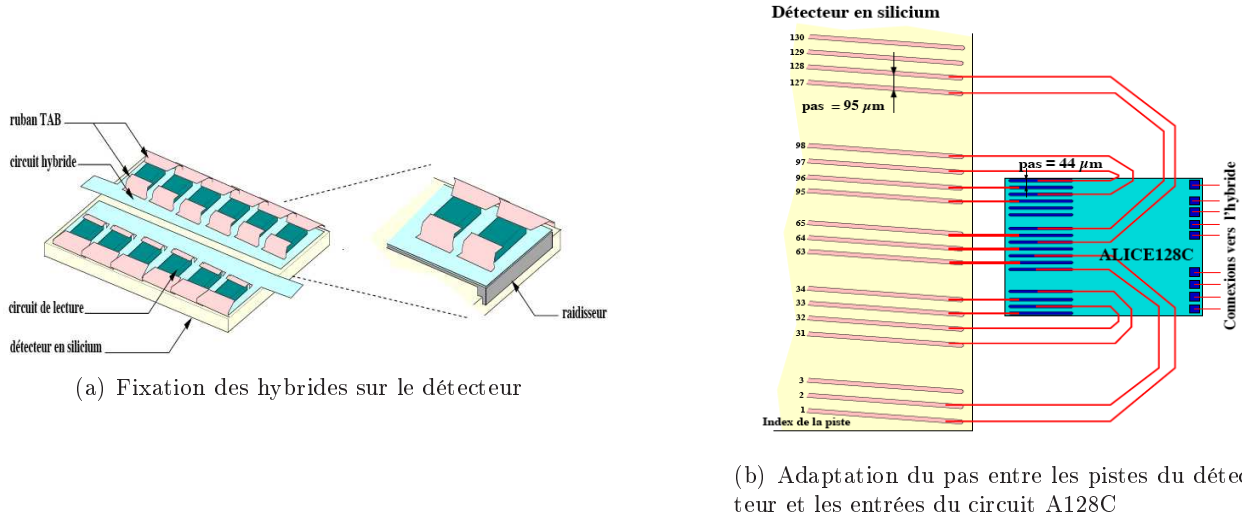 ruban TAB
circuit hybride
circuit de lecture
détecteur en silicium
raidisseur
(a) Fixation des hybrides sur le détecteur
Détecteur en silicium
130
129
128
127
pas = 95 µm
98
97
96
95
pas = 44 µm
65
64
63
ALICE128C
34
33
32
31
3
2
1
Index de la piste
Connexions vers l'hybride
(b) Adaptation du pas entre les pistes du détec
teur et les entrées du circuit A128C